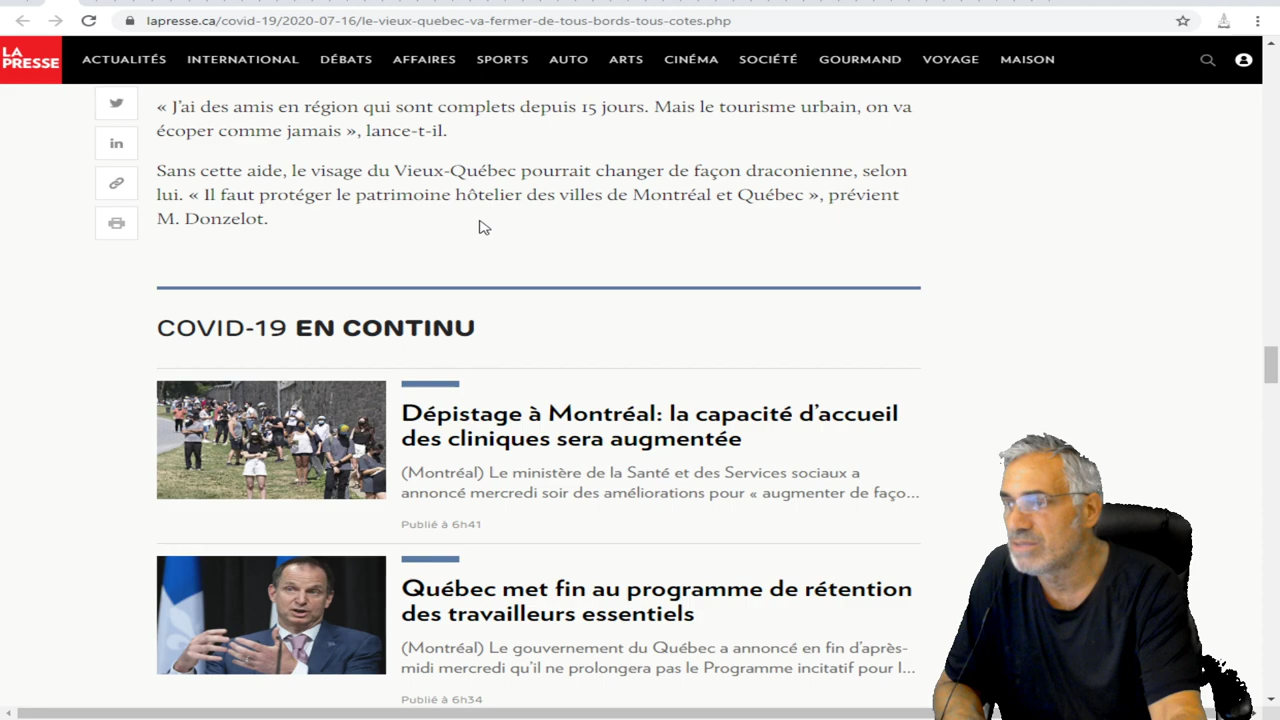 lapresse.ca/covid-19/2020-07-16/le-vieux-quebec-va-fermer-de-tous-bords-tous-cotes.php
LA
PRESSE
ACTUALITÉS INTERNATIONAL DÉBATS AFFAIRES SPORTS AUTO ARTS CINÉMA SOCIÉTÉ GOURMAND VOYAGE MAISON
« J'ai des amis en région qui sont complets depuis 15 jours. Mais le tourisme urbain, on va
écoper comme jamais », lance-t-il.
Sans cette aide, le visage du Vieux-Québec pourrait changer de façon draconienne, selon
lui. « Il faut protéger le patrimoine hôtelier des villes de Montréal et Québec », prévient
M. Donzelot.
COVID-19 EN CONTINU
Dépistage à Montréal: la capacité d'accueil
des cliniques sera augmentée
(Montréal) Le ministère de la Santé et des Services sociaux a
annoncé mercredi soir des améliorations pour « augmenter de faço...
Publié à 6h41
Québec met fin au programme de rétention
des travailleurs essentiels
(Montréal) Le gouvernement du Québec a annoncé en fin d'après-
midi mercredi qu'il ne prolongera pas le Programme incitatif pour l...
Publié à 6h34